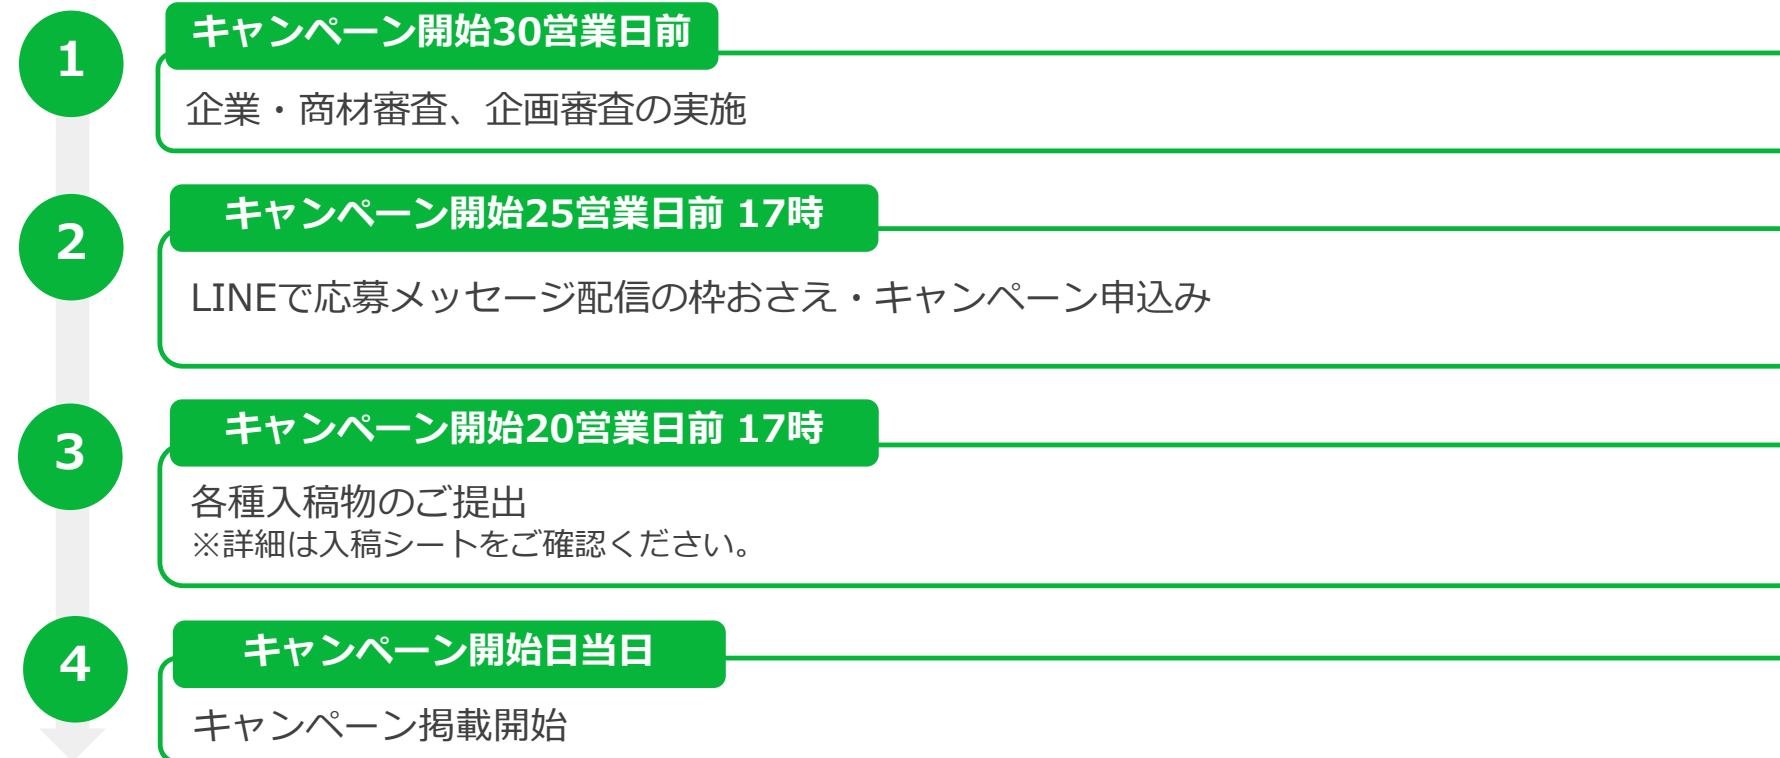 1
キャンペーン開始30営業日前
企業・商材審査、企画審査の実施
2
キャンペーン開始25営業日前 17時
LINEで応募メッセージ配信の枠おさえ・キャンペーン申込み
3
キャンペーン開始20営業日前 17時
各種入稿物のご提出
※詳細は入稿シートをご確認ください。
4
キャンペーン開始日当日
キャンペーン掲載開始